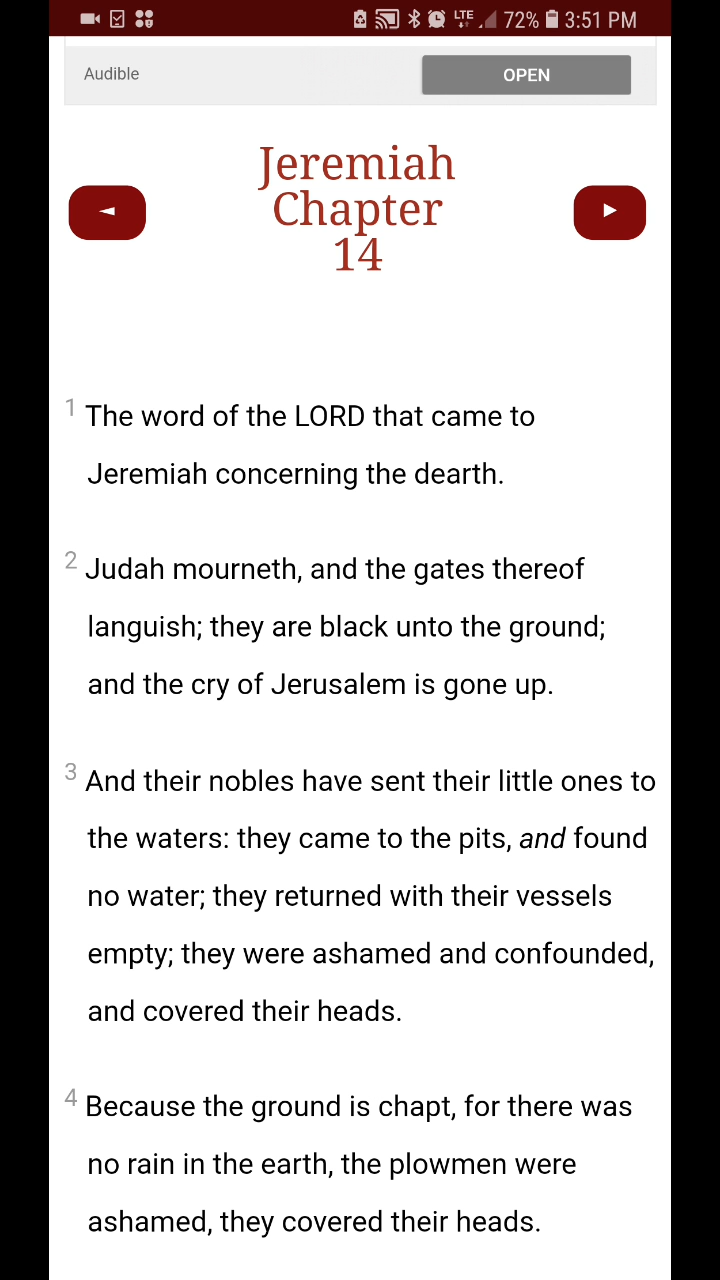 LTE 72% 3:51 PM
Audible OPEN
Jeremiah
Chapter
14
1 The word of the LORD that came to
Jeremiah concerning the dearth.
2 Judah mourneth, and the gates thereof
languish; they are black unto the ground;
and the cry of Jerusalem is gone up.
3 And their nobles have sent their little ones to
the waters: they came to the pits, and found
no water; they returned with their vessels
empty; they were ashamed and confounded,
and covered their heads.
4 Because the ground is chapt, for there was
no rain in the earth, the plowmen were
ashamed, they covered their heads.